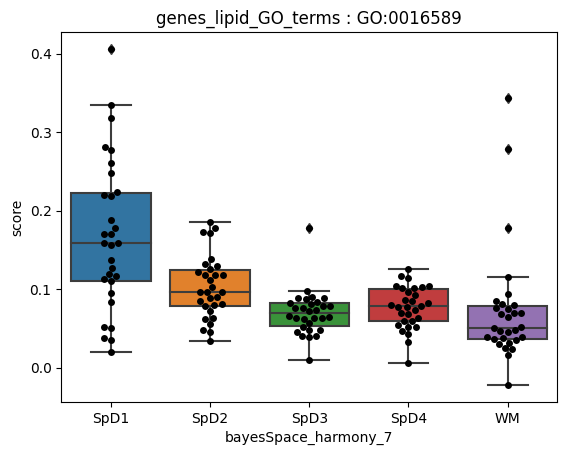 genes_lipid_GO_terms : GO:0016589
score
0.4
0.3
0.2
0.1
0.0
SpD1 SpD2 SpD3 SpD4 WM
bayesSpace_harmony_7